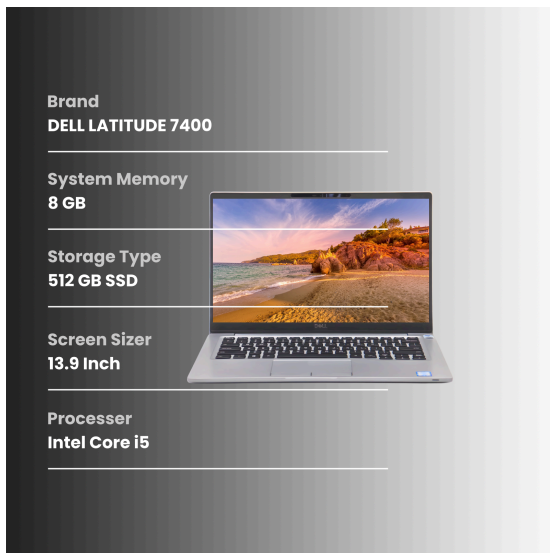 Brand
DELL LATITUDE 7400
System Memory
8 GB
Storage Type
512 GB SSD
Screen Sizer
13.9 Inch
DELL
Processer
Intel Core i5